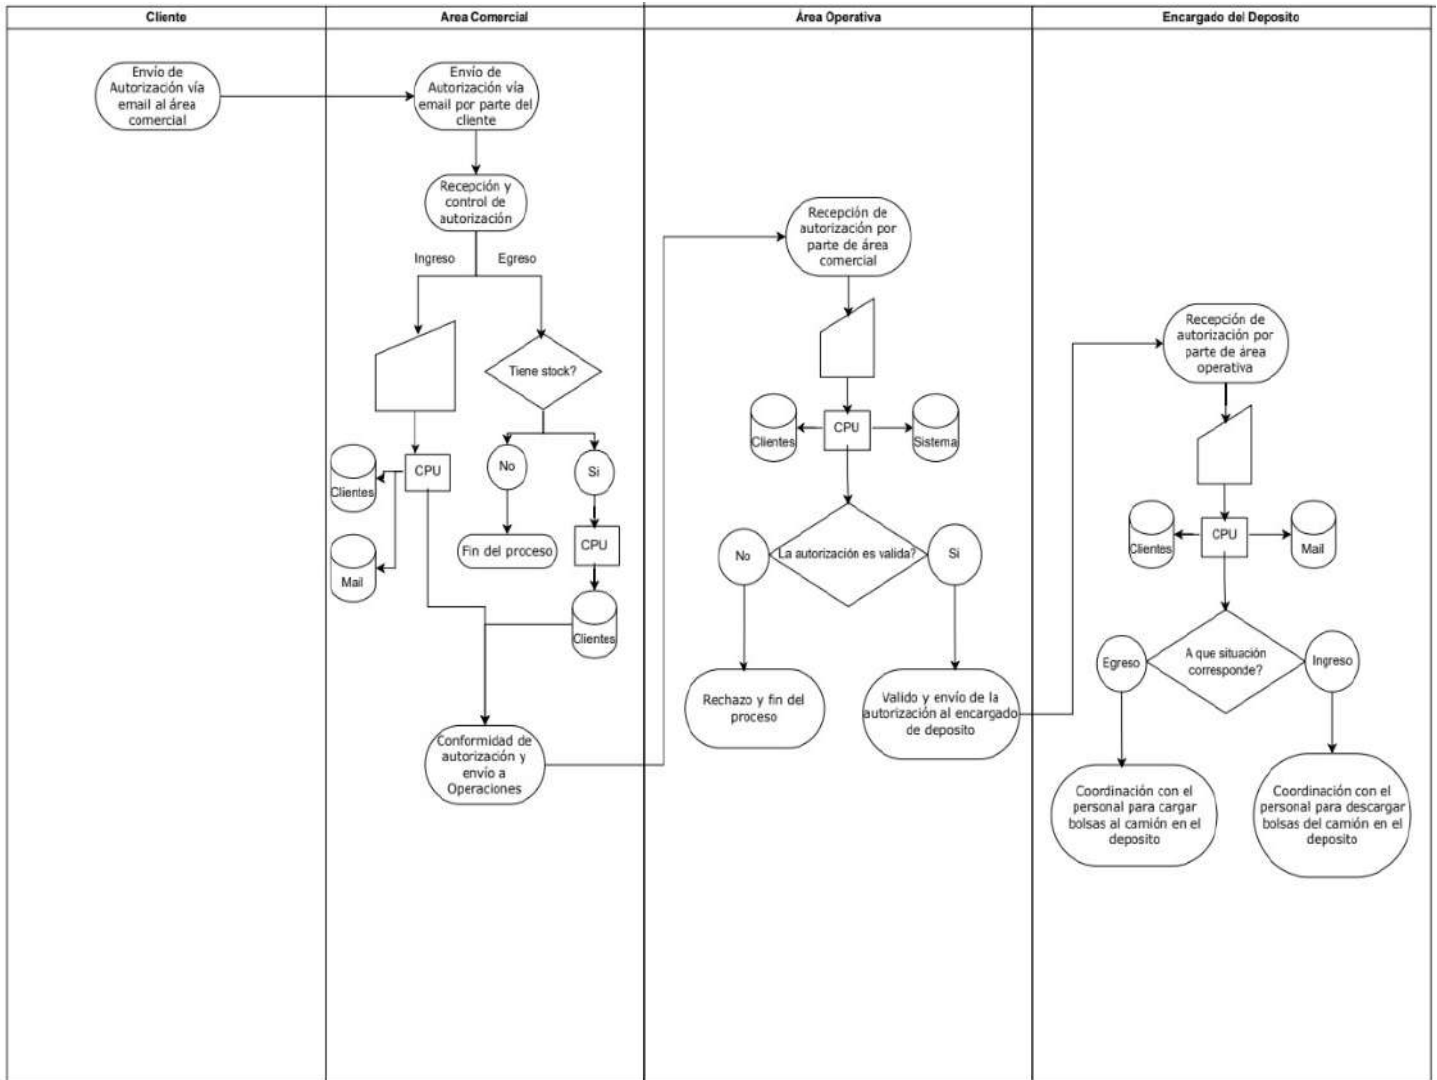 Cliente
Area Comercial
Área Operativa
Encargado del Deposito
Envío de
Autorización vía
email al área
comercial
Envío de
Autorización vía
email por parte del
cliente
Recepción y
control de
autorización
Ingreso
Egreso
Tiene stock?
No
Si
CPU
Clientes
Mail
Fin del proceso
CPU
Clientes
Conformidad de
autorización y
envío a
Operaciones
Recepción de
autorización por
parte de área
comercial
CPU
Clientes
Sistema
La autorización es valida?
No
Si
Rechazo y fin del
proceso
Valido y envío de la
autorización al encargado
de deposito
Recepción de
autorización por
parte de área
operativa
CPU
Clientes
Mail
A que situación
corresponde?
Egreso
Ingreso
Coordinación con el
personal para cargar
bolsas al camión en el
deposito
Coordinación con el
personal para descargar
bolsas del camión en el
deposito